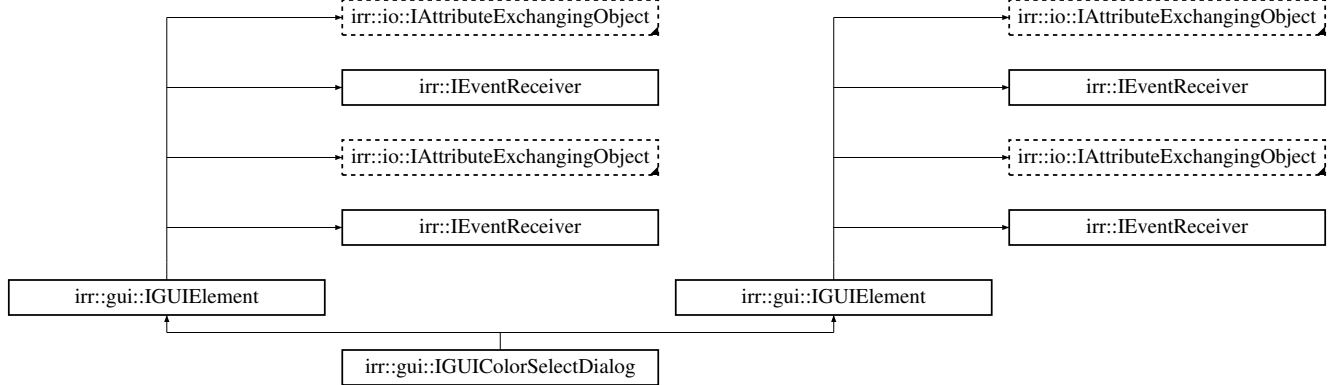 irr::io::IAttributeExchangingObject irr::io::IAttributeExchangingObject
irr::IEventReceiver irr::IEventReceiver
irr::io::IAttributeExchangingObject irr::io::IAttributeExchangingObject
irr::IEventReceiver irr::IEventReceiver
irr::gui::IGUIElement irr::gui::IGUIElement
irr::gui::IGUIColorSelectDialog